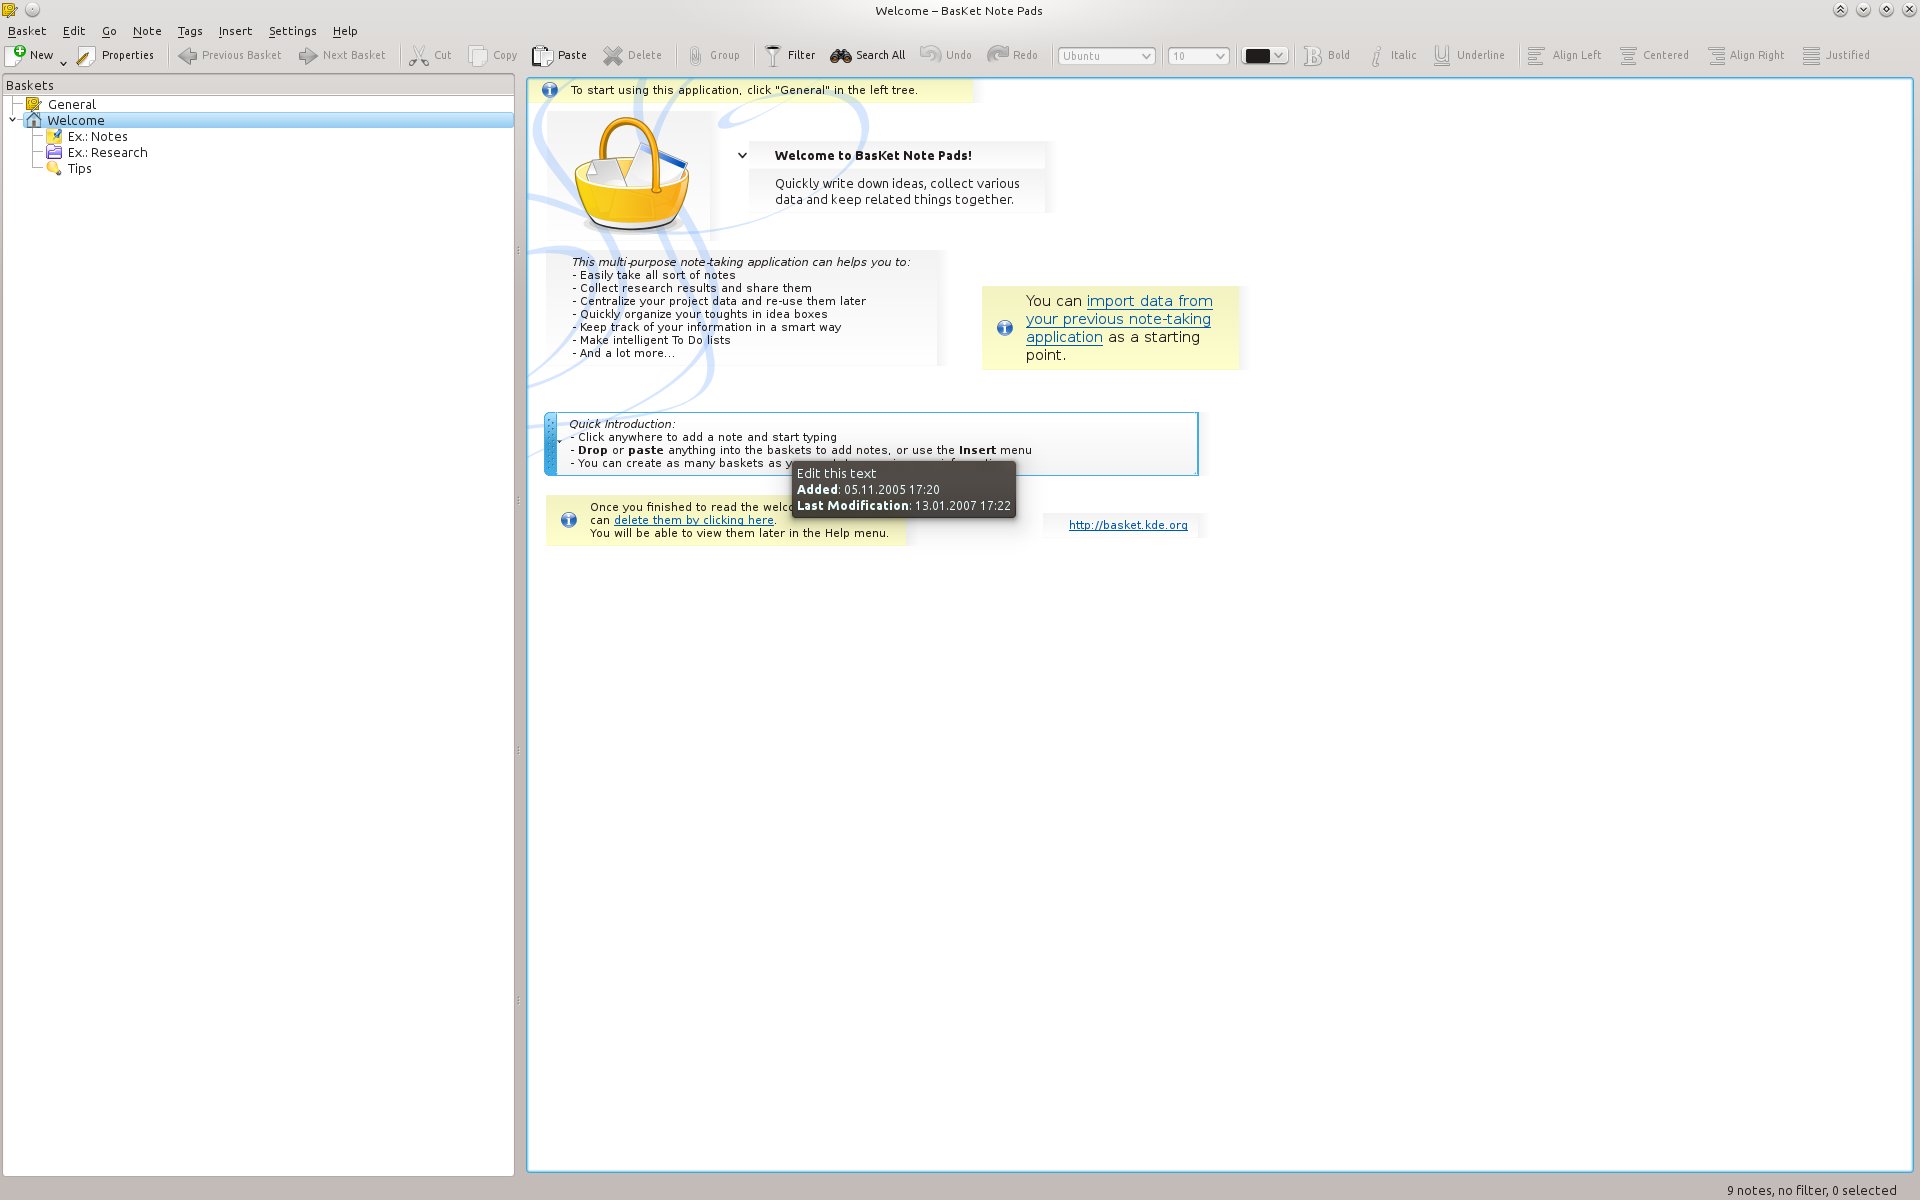 Welcome – BasKet Note Pads
Basket Edit Go Note Tags Insert Settings Help
New Properties Previous Basket Next Basket Cut Copy Paste Delete Group Filter Search All Undo Redo Ubuntu 10 Bold Italic Underline Align Left Centered Align Right Justified
Baskets
General
Welcome
Ex.: Notes
Ex.: Research
Tips
To start using this application, click "General" in the left tree.
Welcome to BasKet Note Pads!
Quickly write down ideas, collect various
data and keep related things together.
This multi-purpose note-taking application can helps you to:
- Easily take all sort of notes
- Collect research results and share them
- Centralize your project data and re-use them later
- Quickly organize your toughts in idea boxes
- Keep track of your information in a smart way
- Make intelligent To Do lists
- And a lot more...
You can import data from
your previous note-taking
application as a starting
point.
Quick Introduction:
- Click anywhere to add a note and start typing
- Drop or paste anything into the baskets to add notes, or use the Insert menu
- You can create as many baskets as
Edit this text
Added: 05.11.2005 17:20
Last Modification: 13.01.2007 17:22
Once you finished to read the
can delete them by clicking here.
You will be able to view them later in the Help menu.
http://basket.kde.org
9 notes, no filter, 0 selected